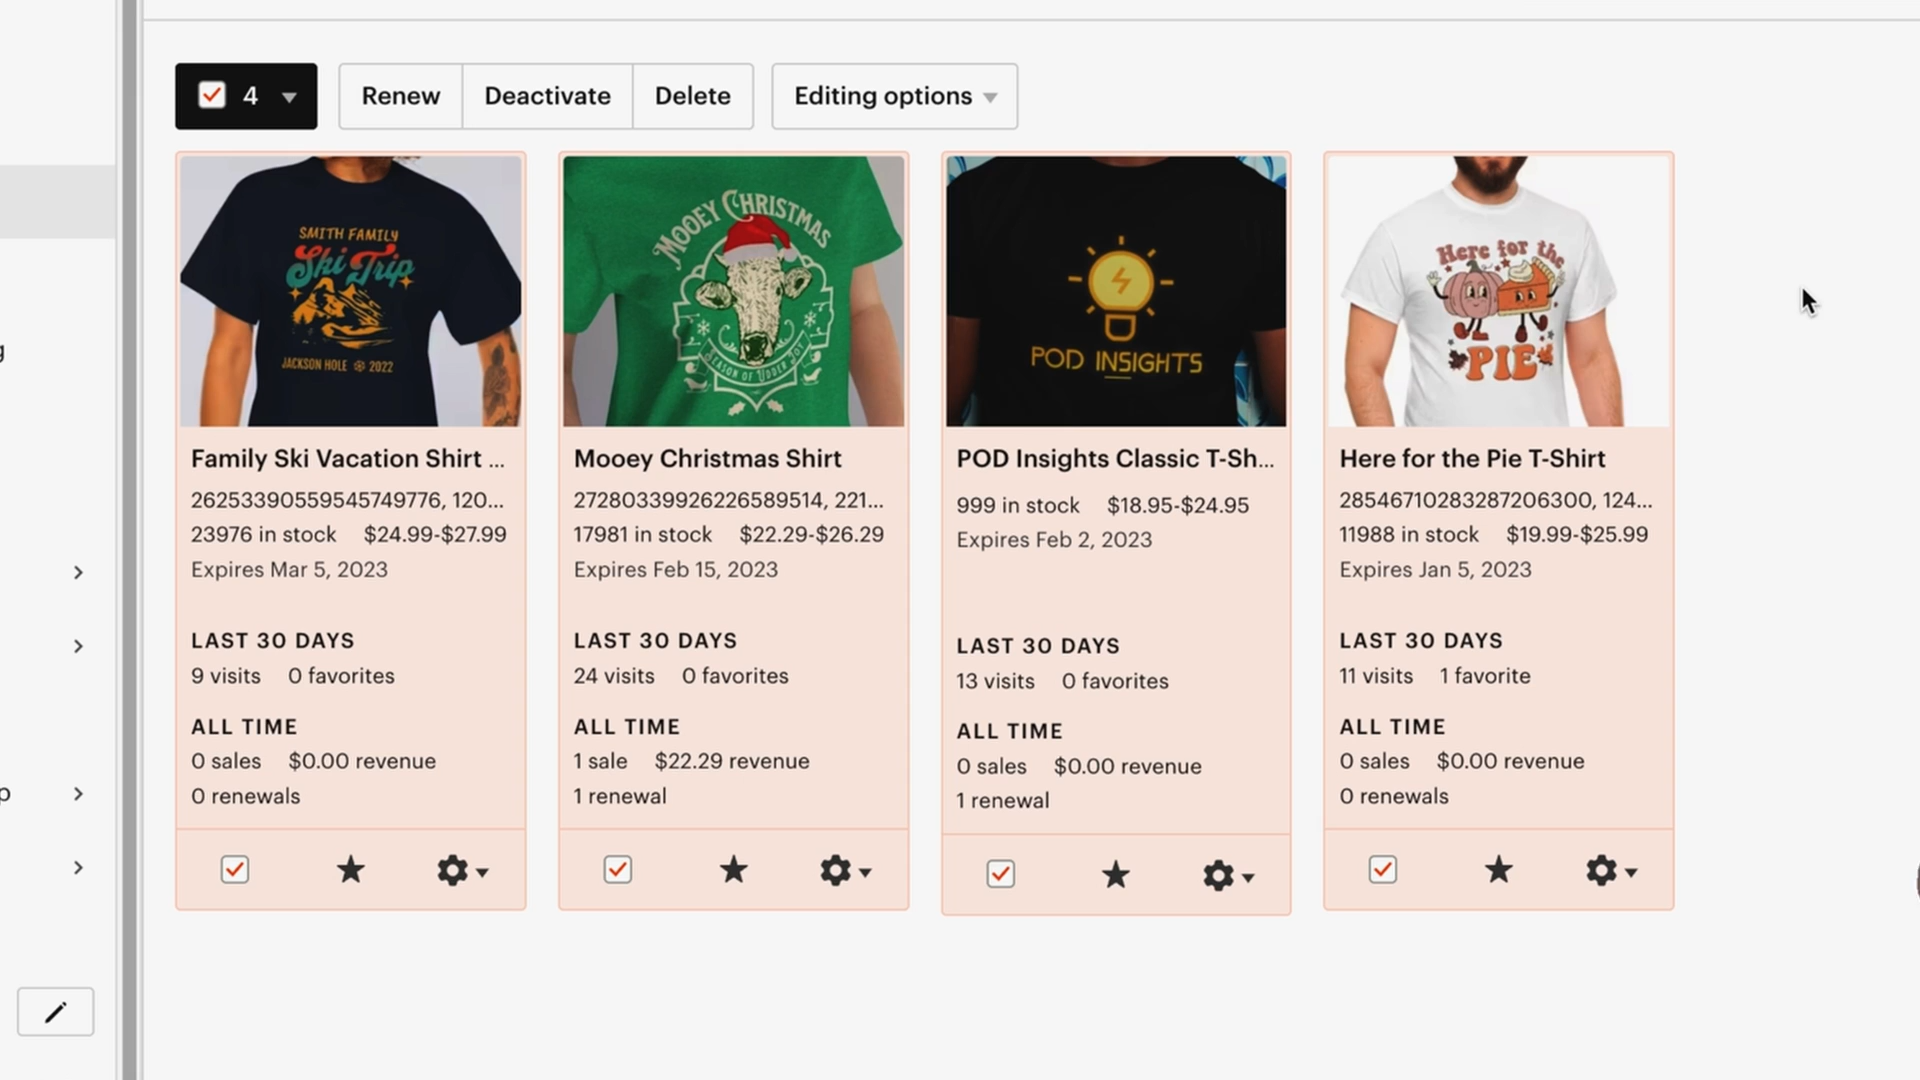 4
Renew
Deactivate
Delete
Editing options
SMITH FAMILY
Ski Trip
JACKSON HOLE ❄ 2022
MOOEY CHRISTMAS
SEASON OF UDDER JOY
POD INSIGHTS
Here for the
PIE
Family Ski Vacation Shirt ...
26253390559545749776, 120...
23976 in stock $24.99-$27.99
Expires Mar 5, 2023
LAST 30 DAYS
9 visits 0 favorites
ALL TIME
0 sales $0.00 revenue
0 renewals
Mooey Christmas Shirt
27280339926226589514, 221...
17981 in stock $22.29-$26.29
Expires Feb 15, 2023
LAST 30 DAYS
24 visits 0 favorites
ALL TIME
1 sale $22.29 revenue
1 renewal
POD Insights Classic T-Sh...
999 in stock $18.95-$24.95
Expires Feb 2, 2023
LAST 30 DAYS
13 visits 0 favorites
ALL TIME
0 sales $0.00 revenue
1 renewal
Here for the Pie T-Shirt
28546710283287206300, 124...
11988 in stock $19.99-$25.99
Expires Jan 5, 2023
LAST 30 DAYS
11 visits 1 favorite
ALL TIME
0 sales $0.00 revenue
0 renewals